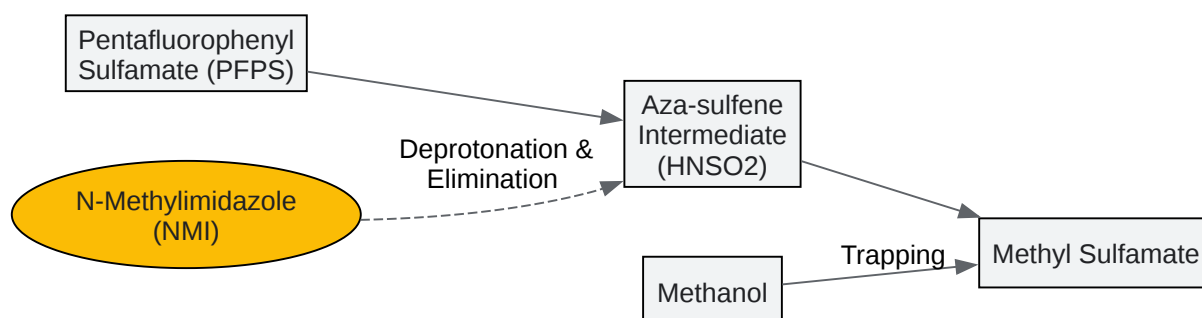 Pentafluorophenyl
Sulfamate (PFPS)
Aza-sulfene
Intermediate
(HNSO2)
Deprotonation &
Elimination
N-Methylimidazole
(NMI)
Trapping
Methyl Sulfamate
Methanol